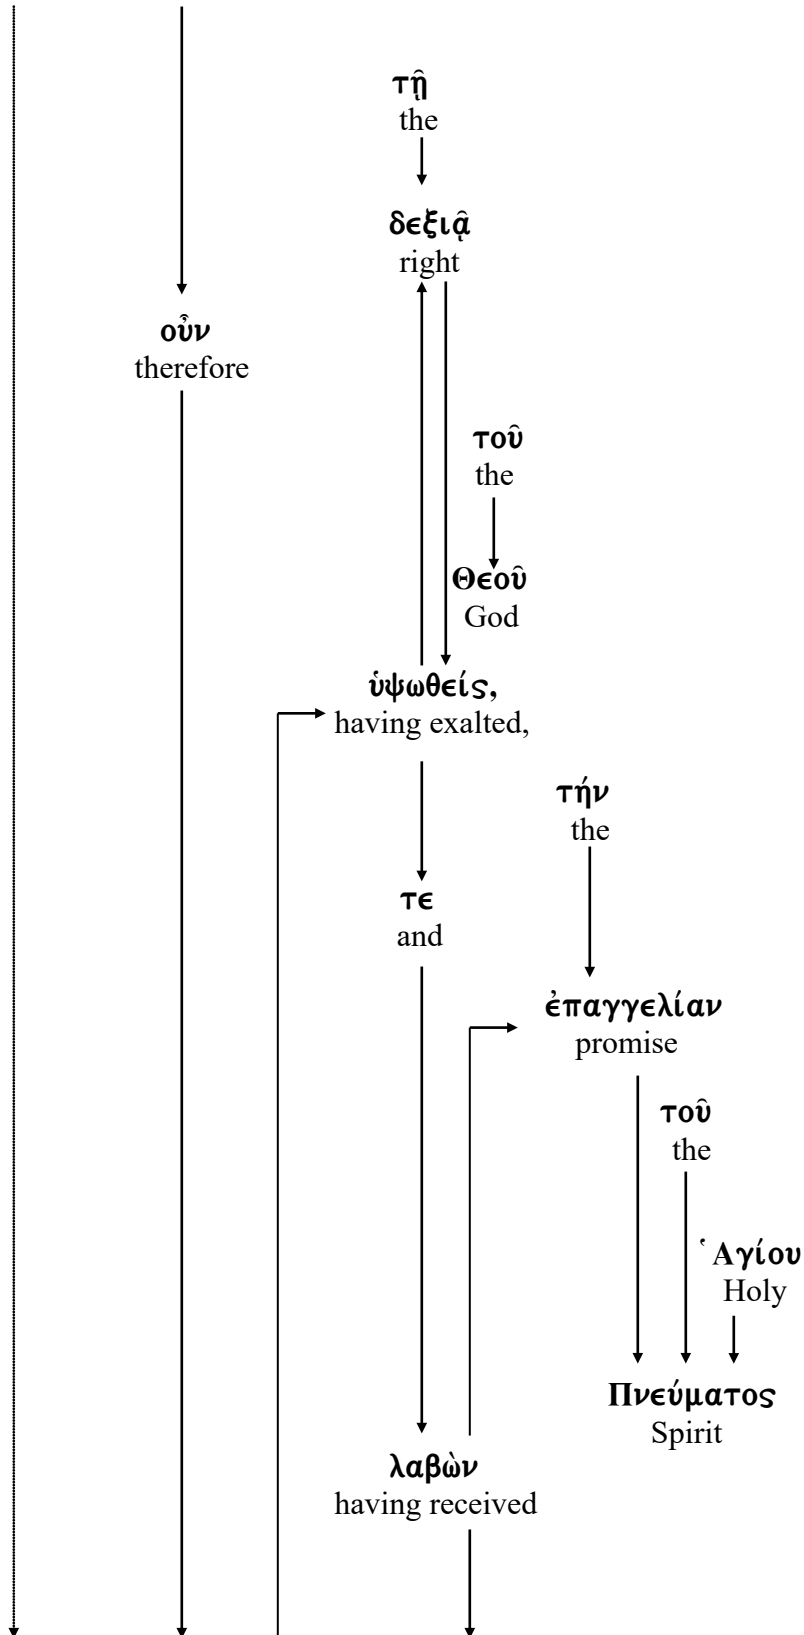 τῇ
the
δεξιᾷ
right
οὖν
therefore
τοῦ
the
Θεοῦ
God
ὑψωθείς,
having exalted,
τήν
the
τε
and
ἐπαγγελίαν
promise
τοῦ
the
Ἁγίου
Holy
Πνεύματος
Spirit
λαβὼν
having received